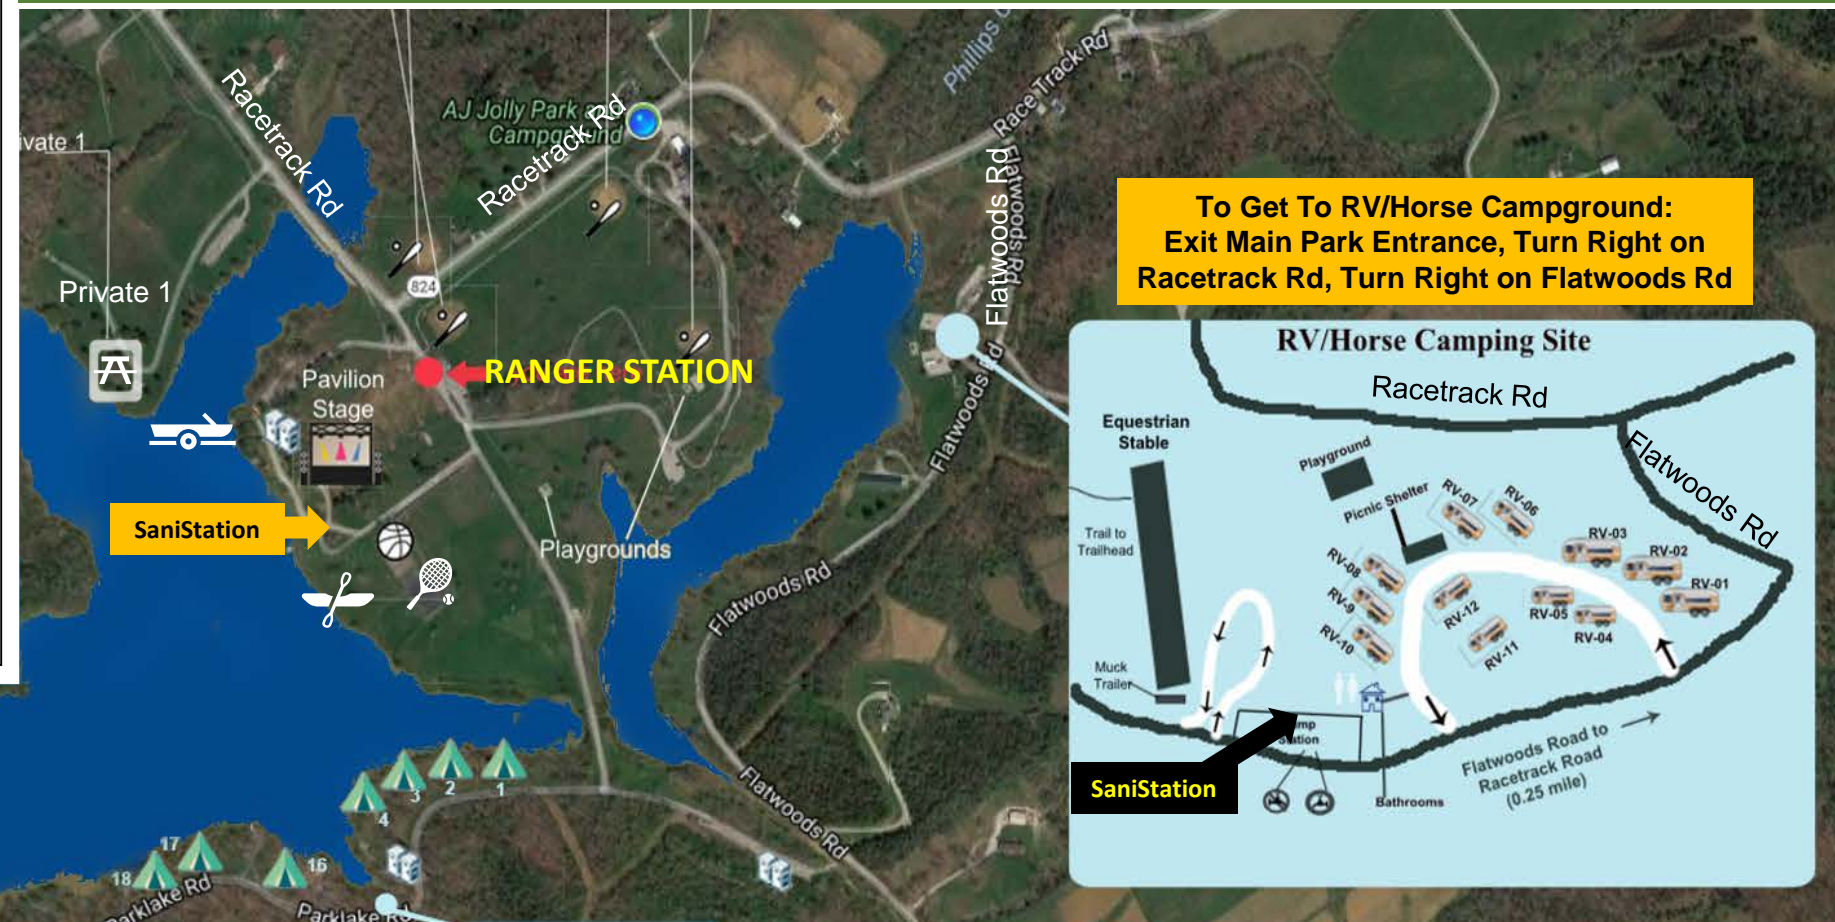 Phillips
Race Track Rd
Racetrack Rd
AJ Jolly Park and
Campground
Racetrack Rd
ivate 1
Flatwoods Rd
Flatwoods Rd
To Get To RV/Horse Campground:
Exit Main Park Entrance, Turn Right on
Racetrack Rd, Turn Right on Flatwoods Rd
824
Private 1
RANGER STATION
Pavilion
Stage
Flatwoods Rd
SaniStation
Playgrounds
Flatwoods Rd
Flatwoods Rd
1
2
3
4
17
16
18
Parklake Rd
Parklake Rd
RV/Horse Camping Site
Racetrack Rd
Equestrian
Stable
Flatwoods Rd
Playground
Picnic Shelter
RV-07
RV-06
RV-03
RV-02
RV-01
Trail to
Trailhead
RV-08
RV-9
RV-10
RV-12
RV-11
RV-05
RV-04
Muck
Trailer
Station
SaniStation
Bathrooms
Flatwoods Road to
Racetrack Road
(0.25 mile)